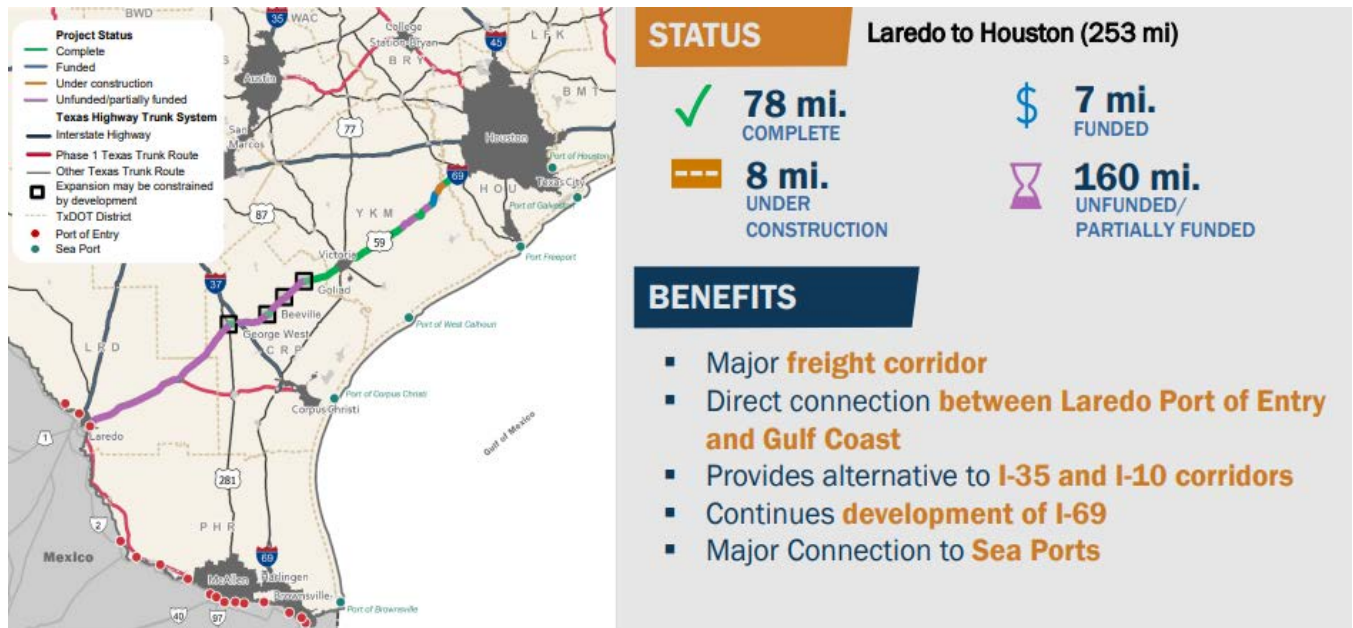 Project Status
Complete
Funded
Under construction
Unfunded/partially funded
Texas Highway Trunk System
Interstate Highway
Phase 1 Texas Trunk Route
Other Texas Trunk Route
Expansion may be constrained
by development
TxDOT District
Port of Entry
Sea Port
BWD
35
WAC
College
Station-Bryan
BRY
45
LFK
Austin
BMT
San
Marcos
77
Houston
Port of Houston
69
HOU
Texas City
Port of Galveston
87
YKM
59
Victoria
Port Freeport
37
Goliad
Beeville
George West
Port of West Calhoun
LRD
CRP
Port of Corpus Christi
Corpus Christi
1
Laredo
Gulf of Mexico
281
2
PHR
Mexico
69
McAllen
Harlingen
Brownsville
Port of Brownsville
40
97
STATUS
Laredo to Houston (253 mi)
78 mi.
COMPLETE
$
7 mi.
FUNDED
8 mi.
UNDER
CONSTRUCTION
160 mi.
UNFUNDED/
PARTIALLY FUNDED
BENEFITS
▪ Major freight corridor
▪ Direct connection between Laredo Port of Entry
and Gulf Coast
▪ Provides alternative to I-35 and I-10 corridors
▪ Continues development of I-69
▪ Major Connection to Sea Ports